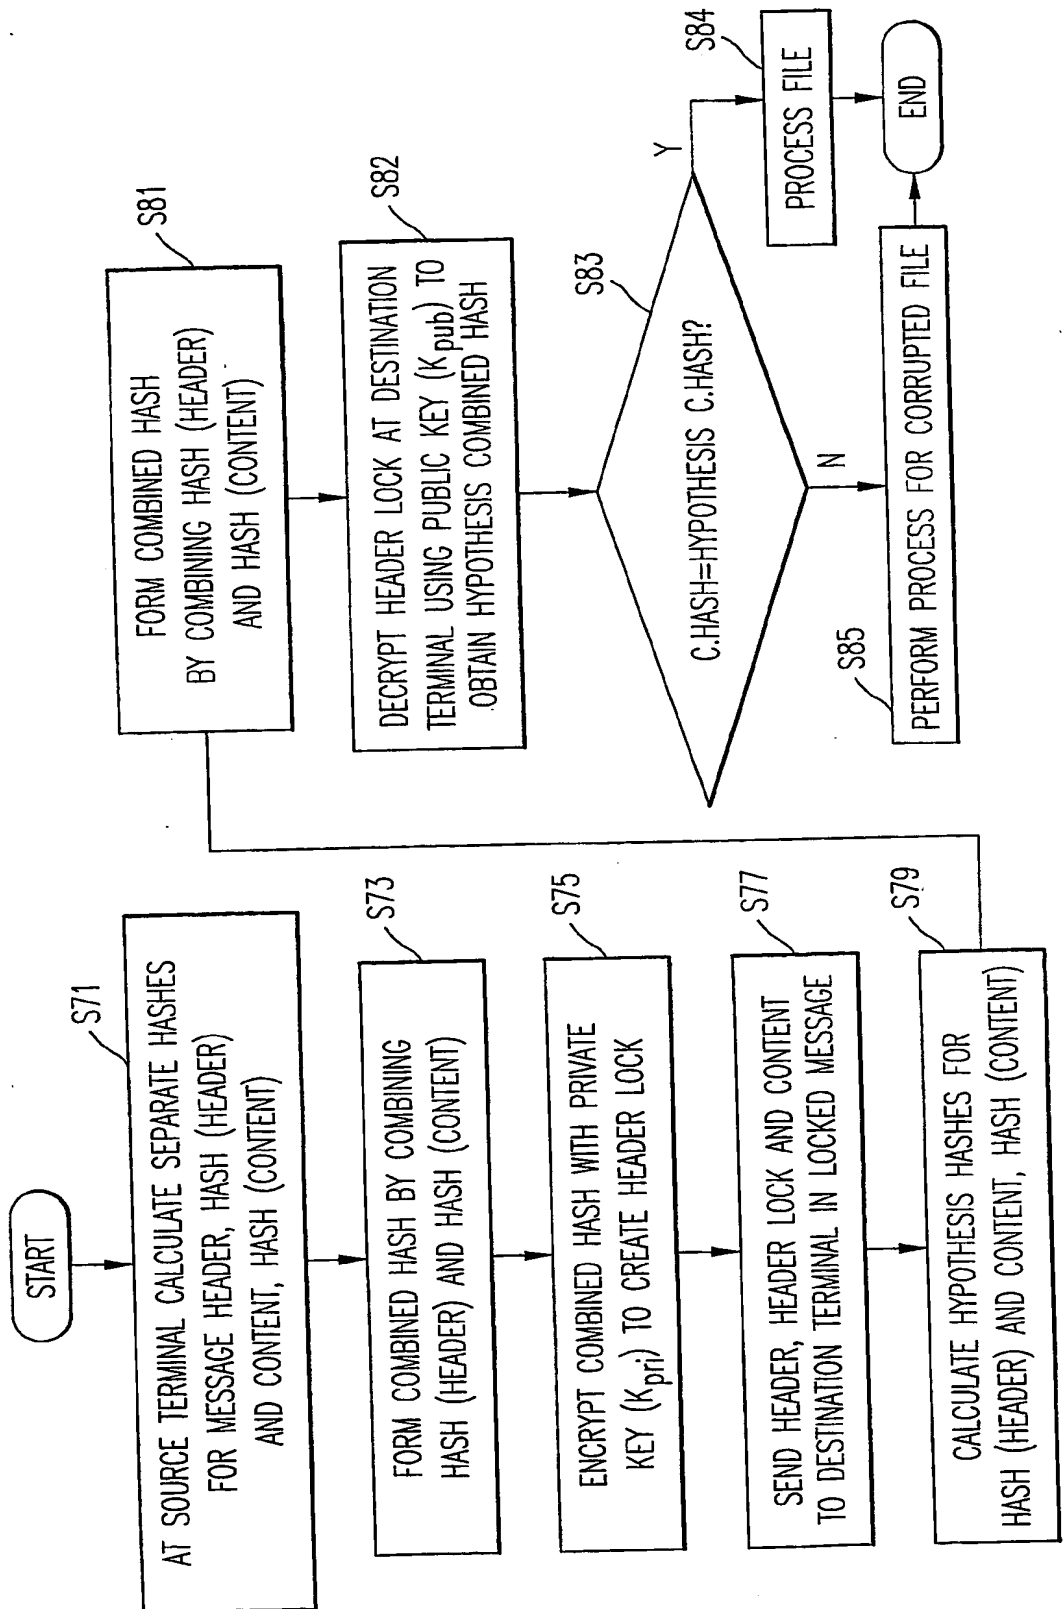 START
S71
AT SOURCE TERMINAL CALCULATE SEPARATE HASHES
FOR MESSAGE HEADER, HASH (HEADER)
AND CONTENT, HASH (CONTENT)
S73
FORM COMBINED HASH BY COMBINING
HASH (HEADER) AND HASH (CONTENT)
S75
ENCRYPT COMBINED HASH WITH PRIVATE
KEY (Kpri) TO CREATE HEADER LOCK
S77
SEND HEADER, HEADER LOCK AND CONTENT
TO DESTINATION TERMINAL IN LOCKED MESSAGE
S79
CALCULATE HYPOTHESIS HASHES FOR
HASH (HEADER) AND CONTENT, HASH (CONTENT)
S81
FORM COMBINED HASH
BY COMBINING HASH (HEADER)
AND HASH (CONTENT)
S82
DECRYPT HEADER LOCK AT DESTINATION
TERMINAL USING PUBLIC KEY (Kpub) TO
OBTAIN HYPOTHESIS COMBINED HASH
S83
C.HASH=HYPOTHESIS C.HASH?
Y
N
S84
PROCESS FILE
S85
PERFORM PROCESS FOR CORRUPTED FILE
END